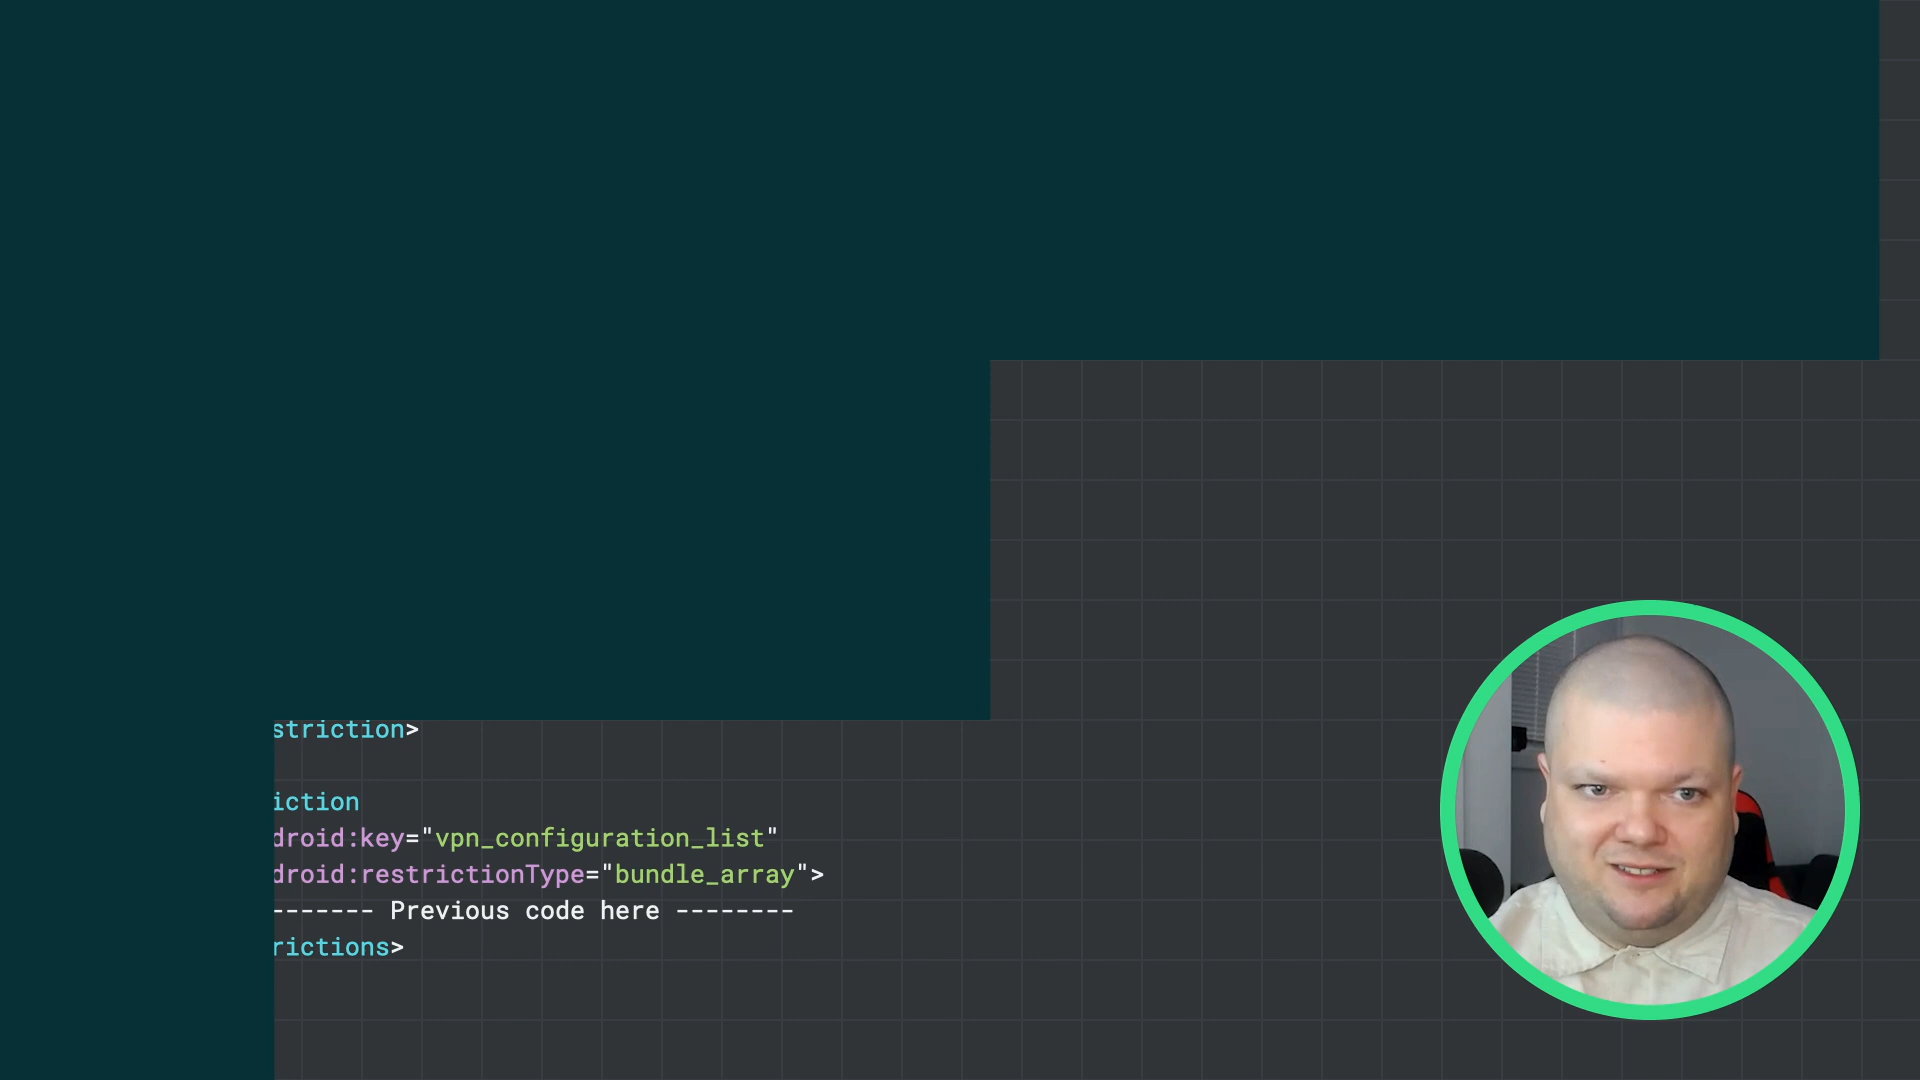 striction>
iction
droid:key="vpn_configuration_list"
droid:restrictionType="bundle_array">
------- Previous code here --------
rictions>